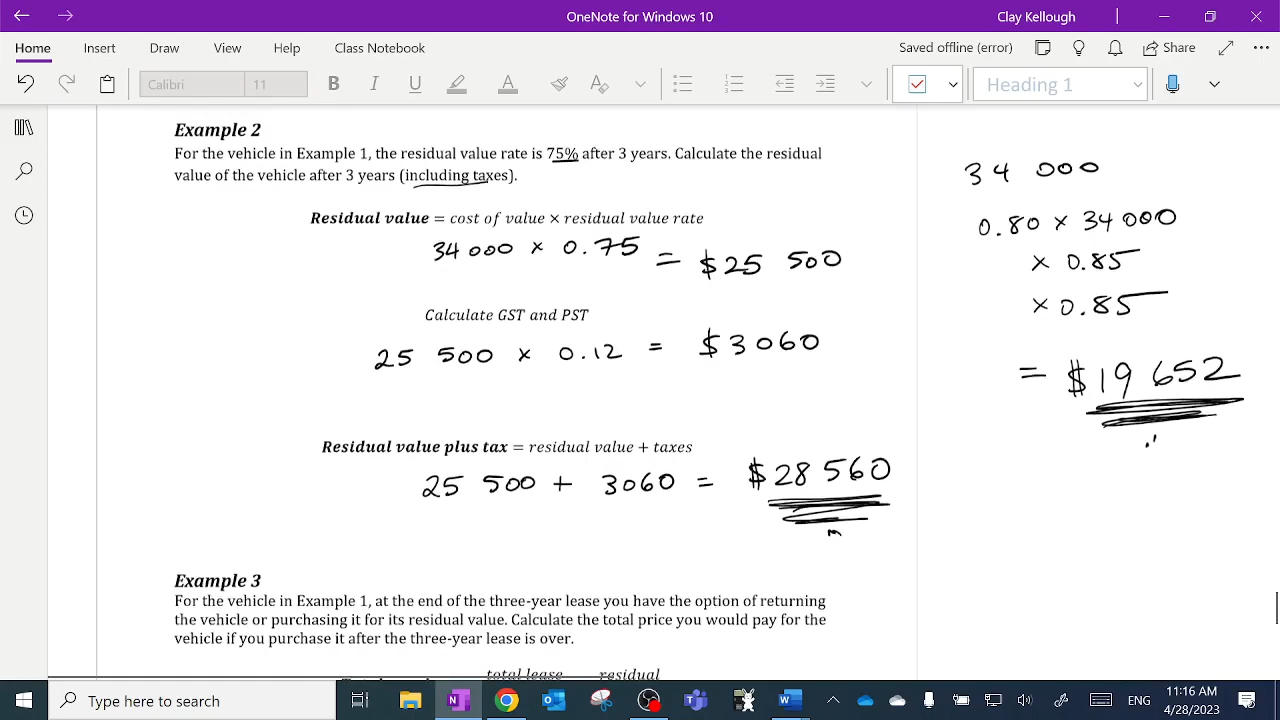 OneNote for Windows 10
Clay Kellough
Home Insert Draw View Help Class Notebook
Saved offline (error)
Share
Calibri 11 B I U A
Heading 1
Example 2
For the vehicle in Example 1, the residual value rate is 75% after 3 years. Calculate the residual
value of the vehicle after 3 years (including taxes).
Residual value = cost of value × residual value rate
34 000 × 0.75 = $25 500
Calculate GST and PST
25 500 × 0.12 = $3060
Residual value plus tax = residual value + taxes
25 500 + 3060 = $28 560
34 000
0.80 × 34 000
× 0.85
× 0.85
= $19 652
Example 3
For the vehicle in Example 1, at the end of the three-year lease you have the option of returning
the vehicle or purchasing it for its residual value. Calculate the total price you would pay for the
vehicle if you purchase it after the three-year lease is over.
total lease residual
Type here to search
11:16 AM
4/28/2023